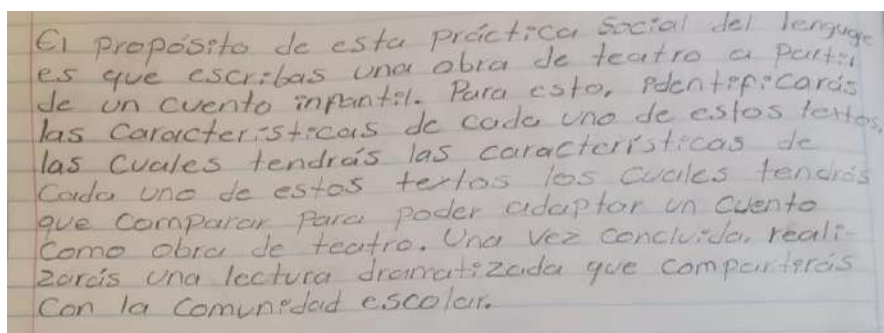 El propósito de esta práctica social del lenguaje
es que escribas una obra de teatro a partir
de un cuento infantil. Para esto, identificarás
las características de cada uno de estos textos,
las cuales tendrás las características de
Cada uno de estos textos los cuales tendrás
que comparar para poder adaptar un cuento
como obra de teatro. Una vez concluida, reali-
zarás una lectura dramatizada que compartirás
con la comunidad escolar.